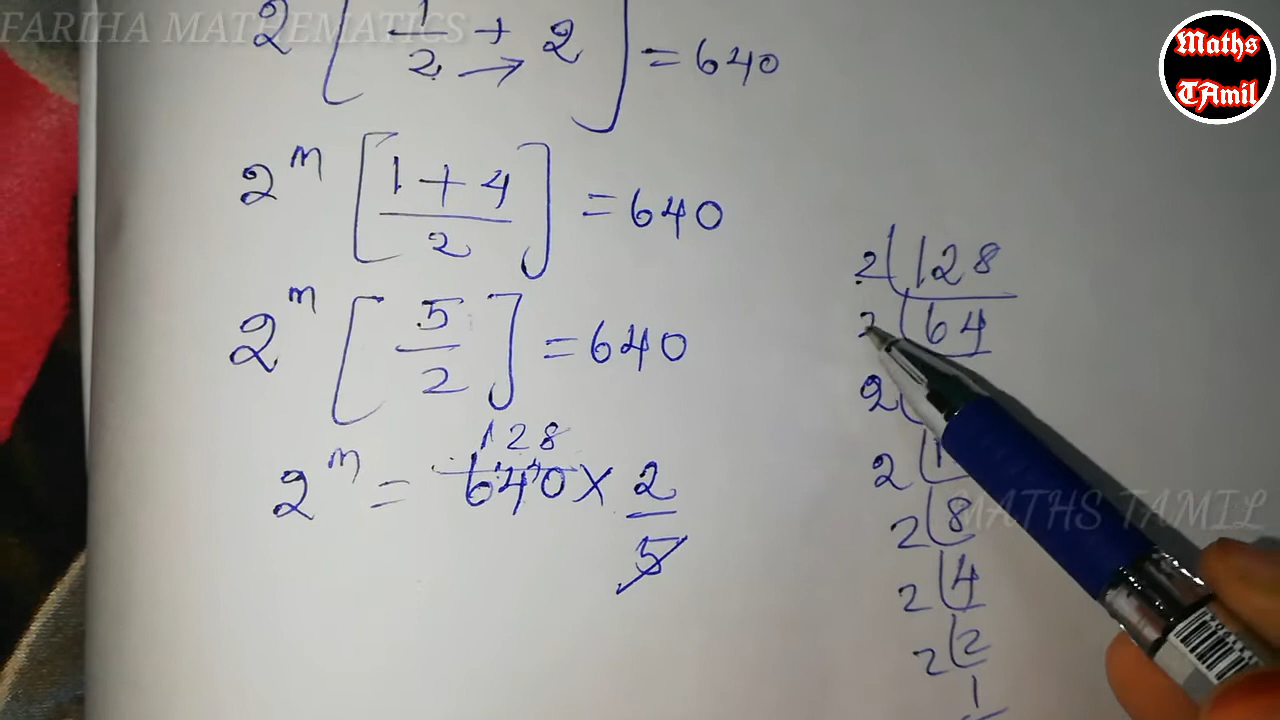 FARIHA MATHEMATICS
Maths
TAmil
2 [ 1/2 + 2 ] = 640
2^m [ (1 + 4)/2 ] = 640
2^m [ 5/2 ] = 640
128
2^m = 640 × 2/5
2 | 128
2 | 64
2
2 | 1
2 | 8
2 | 4
2 | 2
1
MATHS TAMIL